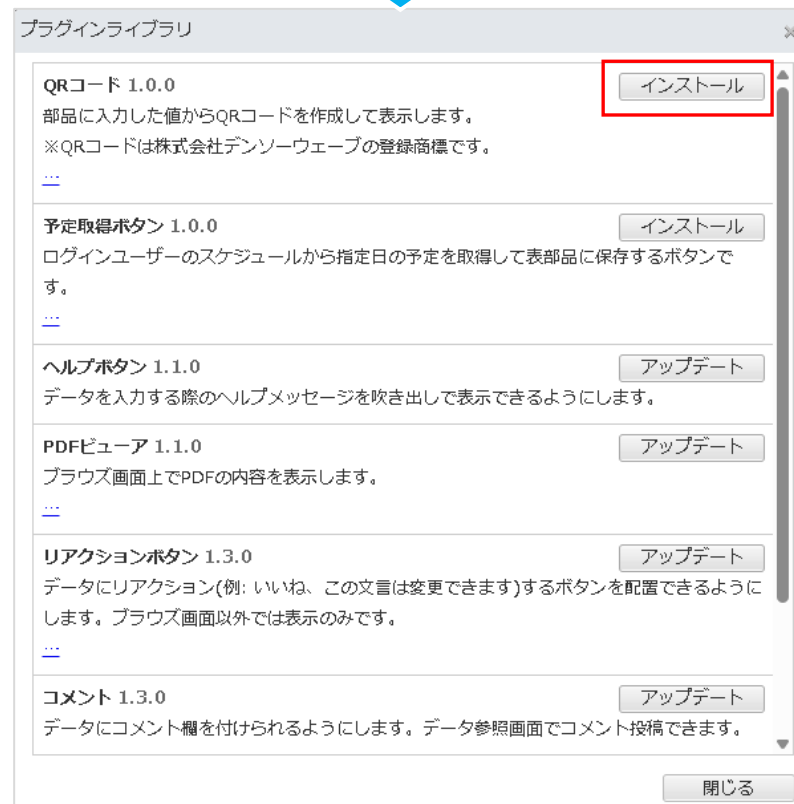 プラグインライブラリ
QRコード 1.0.0
インストール
部品に入力した値からQRコードを作成して表示します。
※QRコードは株式会社デンソーウェーブの登録商標です。
...
予定取得ボタン 1.0.0
インストール
ログインユーザーのスケジュールから指定日の予定を取得して表部品に保存するボタンで
す。
...
ヘルプボタン 1.1.0
アップデート
データを入力する際のヘルプメッセージを吹き出しで表示できるようにします。
PDFビューア 1.1.0
アップデート
ブラウズ画面上でPDFの内容を表示します。
...
リアクションボタン 1.3.0
アップデート
データにリアクション(例: いいね、この文言は変更できます)するボタンを配置できるように
します。ブラウズ画面以外では表示のみです。
...
コメント 1.3.0
アップデート
データにコメント欄を付けられるようにします。データ参照画面でコメント投稿できます。
閉じる